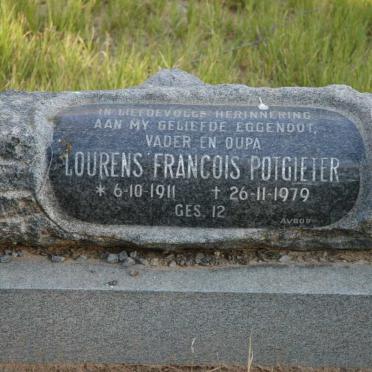 IN LIEFDEVOLLE HERINNERING
AAN MY GELIEFDE EGGENOOT,
VADER EN OUPA
LOURENS FRANCOIS POTGIETER
* 6-10-1911 † 26-11-1979
GES. 12
AVBOB